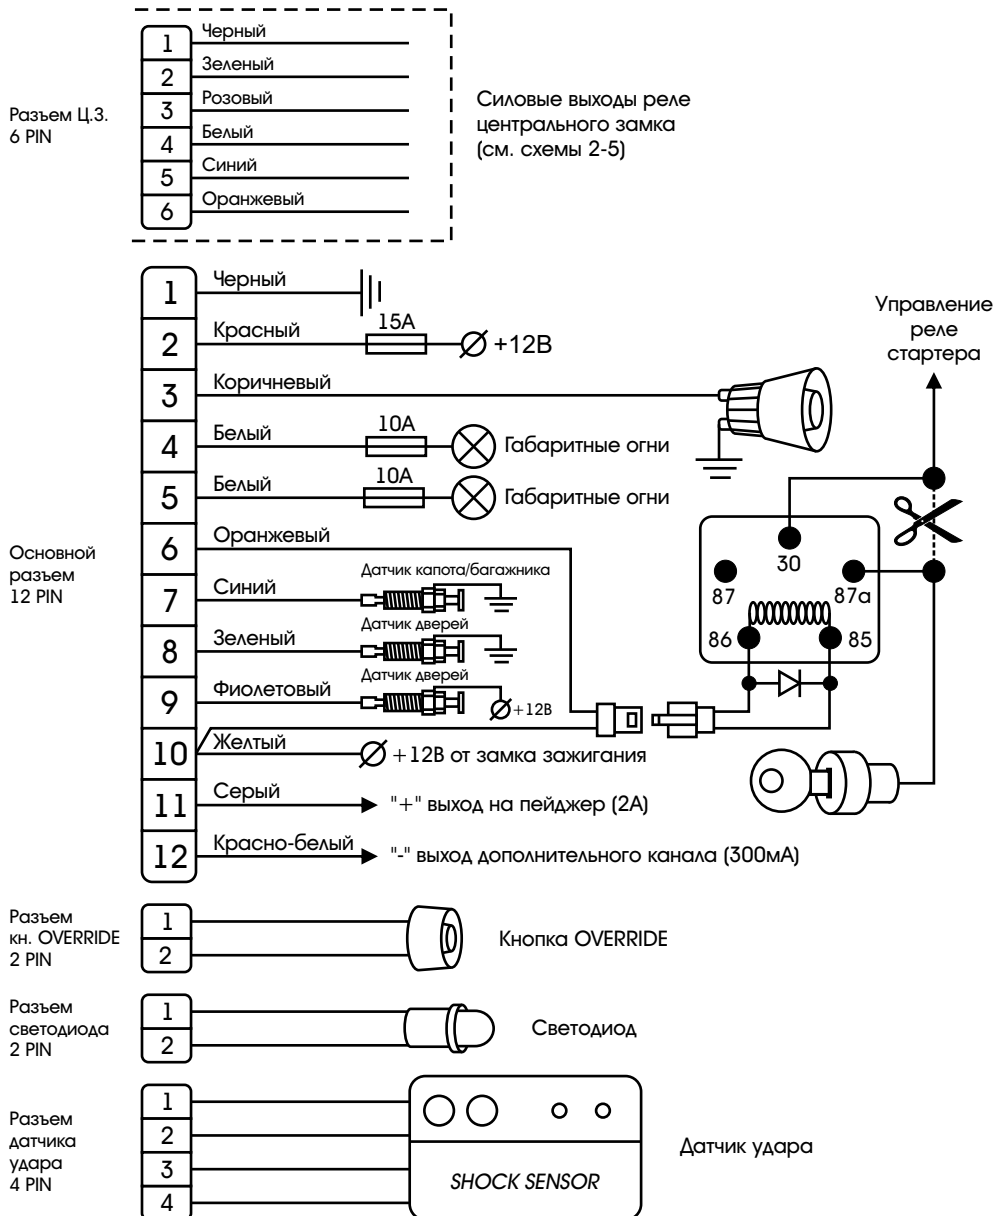 Разъем Ц.З.
6 PIN
1
Черный
2
Зеленый
3
Розовый
4
Белый
5
Синий
6
Оранжевый
Силовые выходы реле
центрального замка
(см. схемы 2-5)
Основной
разъем
12 PIN
1
Черный
2
Красный
15А
+12В
3
Коричневый
4
Белый
10А
Габаритные огни
5
Белый
10А
Габаритные огни
6
Оранжевый
7
Синий
Датчик капота/багажника
8
Зеленый
Датчик дверей
9
Фиолетовый
Датчик дверей
+12В
10
Желтый
+12В от замка зажигания
11
Серый
"+" выход на пейджер (2А)
12
Красно-белый
"-" выход дополнительного канала (300мА)
Управление
реле
стартера
30
87
87а
86
85
Разъем
кн. OVERRIDE
2 PIN
1
2
Кнопка OVERRIDE
Разъем
светодиода
2 PIN
1
2
Светодиод
Разъем
датчика
удара
4 PIN
1
2
3
4
SHOCK SENSOR
Датчик удара